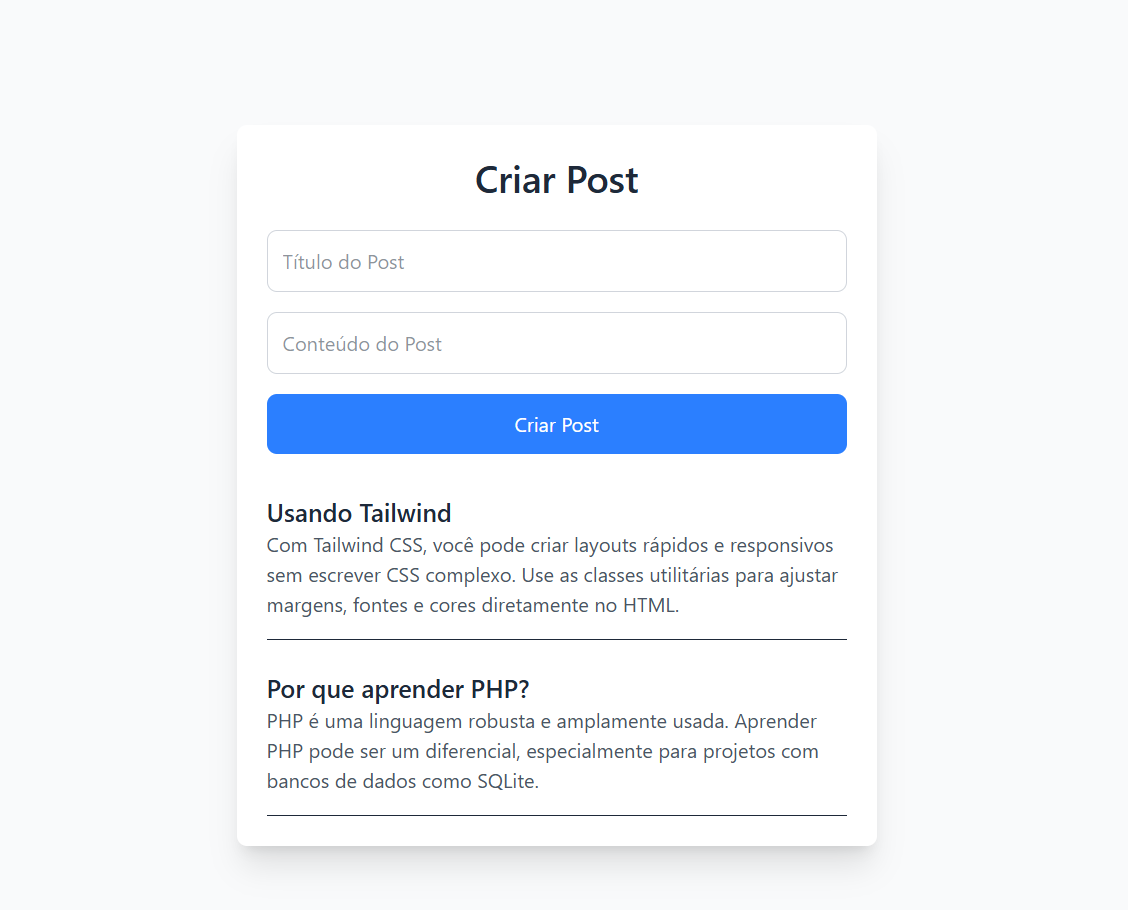 Criar Post
Título do Post
Conteúdo do Post
Criar Post
Usando Tailwind
Com Tailwind CSS, você pode criar layouts rápidos e responsivos
sem escrever CSS complexo. Use as classes utilitárias para ajustar
margens, fontes e cores diretamente no HTML.
Por que aprender PHP?
PHP é uma linguagem robusta e amplamente usada. Aprender
PHP pode ser um diferencial, especialmente para projetos com
bancos de dados como SQLite.